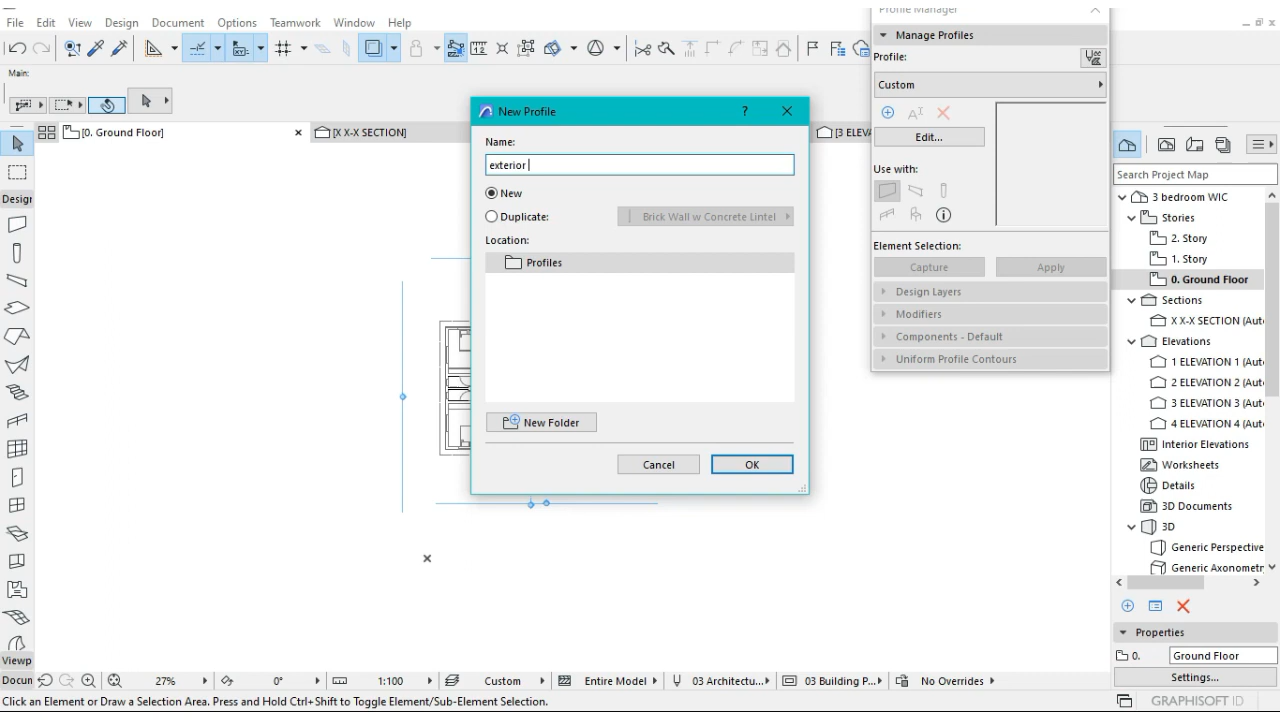 File Edit View Design Document Options Teamwork Window Help
Profile Manager
Manage Profiles
Profile:
Custom
Edit...
Use with:
Element Selection:
Capture Apply
Design Layers
Modifiers
Components - Default
Uniform Profile Contours
Main:
[0. Ground Floor]
[X X-X SECTION]
[3 ELEVA
New Profile
?
Name:
exterior
New
Duplicate:
Brick Wall w Concrete Lintel
Location:
Profiles
New Folder
Cancel OK
Design
Viewp
Docun
Search Project Map
3 bedroom WIC
Stories
2. Story
1. Story
0. Ground Floor
Sections
X X-X SECTION (Aut
Elevations
1 ELEVATION 1 (Aut
2 ELEVATION 2 (Aut
3 ELEVATION 3 (Aut
4 ELEVATION 4 (Aut
Interior Elevations
Worksheets
Details
3D Documents
3D
Generic Perspective
Generic Axonometr
Properties
0. Ground Floor
Settings...
27% 0° 1:100 Custom Entire Model 03 Architectu... 03 Building P... No Overrides
Click an Element or Draw a Selection Area. Press and Hold Ctrl+Shift to Toggle Element/Sub-Element Selection.
GRAPHISOFT ID